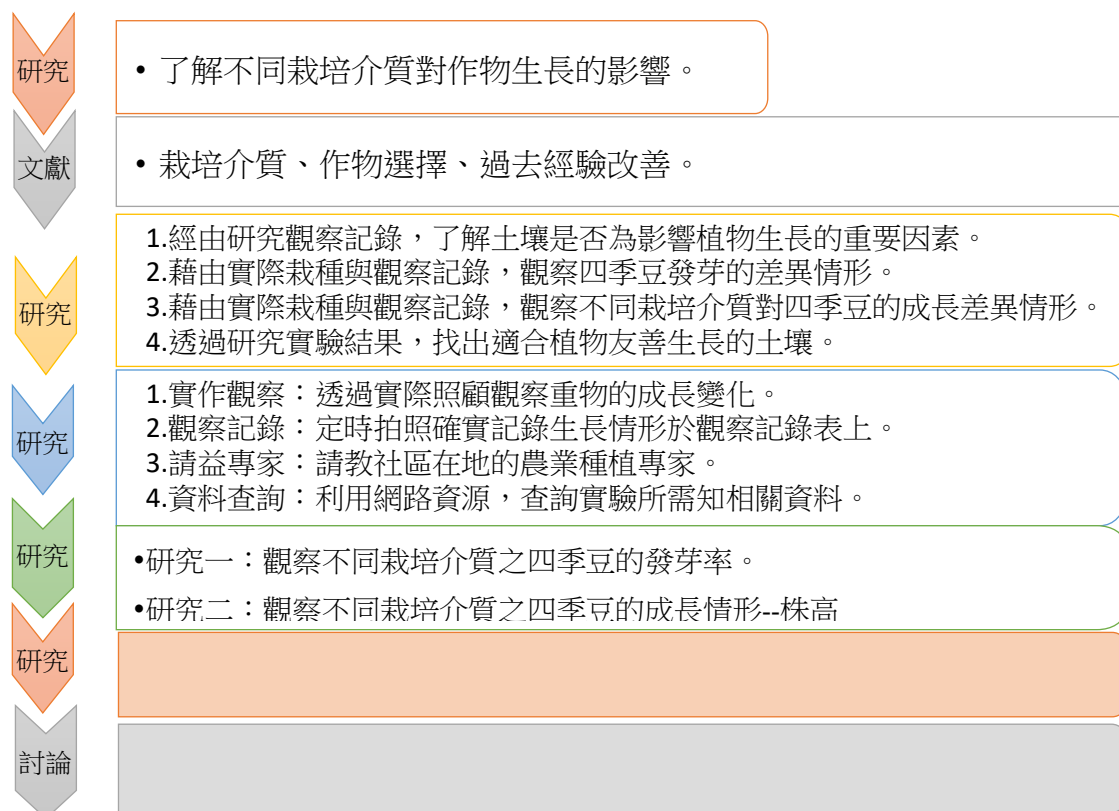 研究
• 了解不同栽培介質對作物生長的影響。
文獻
• 栽培介質、作物選擇、過去經驗改善。
研究
1.經由研究觀察記錄，了解土壤是否為影響植物生長的重要因素。
2.藉由實際栽種與觀察記錄，觀察四季豆發芽的差異情形。
3.藉由實際栽種與觀察記錄，觀察不同栽培介質對四季豆的成長差異情形。
4.透過研究實驗結果，找出適合植物友善生長的土壤。
研究
1.實作觀察：透過實際照顧觀察重物的成長變化。
2.觀察記錄：定時拍照確實記錄生長情形於觀察記錄表上。
3.請益專家：請教社區在地的農業種植專家。
4.資料查詢：利用網路資源，查詢實驗所需知相關資料。
研究
•研究一：觀察不同栽培介質之四季豆的發芽率。
•研究二：觀察不同栽培介質之四季豆的成長情形--株高
研究
討論